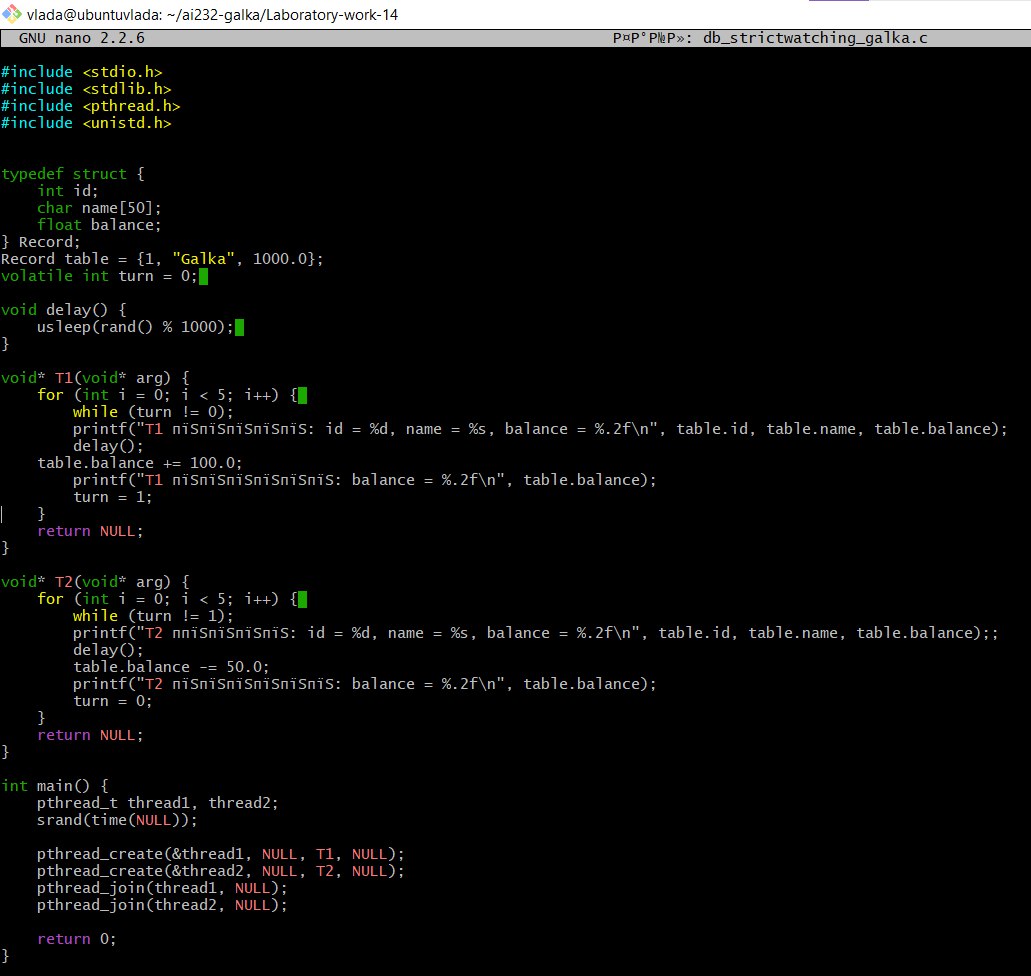 vlada@ubuntuvlada: ~/ai232-galka/Laboratory-work-14
GNU nano 2.2.6 Р¤Р°Р№Р»: db_strictwatching_galka.c
#include <stdio.h>
#include <stdlib.h>
#include <pthread.h>
#include <unistd.h>
typedef struct {
int id;
char name[50];
float balance;
} Record;
Record table = {1, "Galka", 1000.0};
volatile int turn = 0;
void delay() {
usleep(rand() % 1000);
}
void* T1(void* arg) {
for (int i = 0; i < 5; i++) {
while (turn != 0);
printf("T1 пїЅпїЅпїЅпїЅпїЅ: id = %d, name = %s, balance = %.2f\n", table.id, table.name, table.balance);
delay();
table.balance += 100.0;
printf("T1 пїЅпїЅпїЅпїЅпїЅпїЅ: balance = %.2f\n", table.balance);
turn = 1;
}
return NULL;
}
void* T2(void* arg) {
for (int i = 0; i < 5; i++) {
while (turn != 1);
printf("T2 : id = %d, name = %s, balance = %.2f\n", table.id, table.name, table.balance);;
delay();
table.balance -= 50.0;
printf("T2 пїЅпїЅпїЅпїЅпїЅпїЅ: balance = %.2f\n", table.balance);
turn = 0;
}
return NULL;
}
int main() {
pthread_t thread1, thread2;
srand(time(NULL));
pthread_create(&thread1, NULL, T1, NULL);
pthread_create(&thread2, NULL, T2, NULL);
pthread_join(thread1, NULL);
pthread_join(thread2, NULL);
return 0;
}